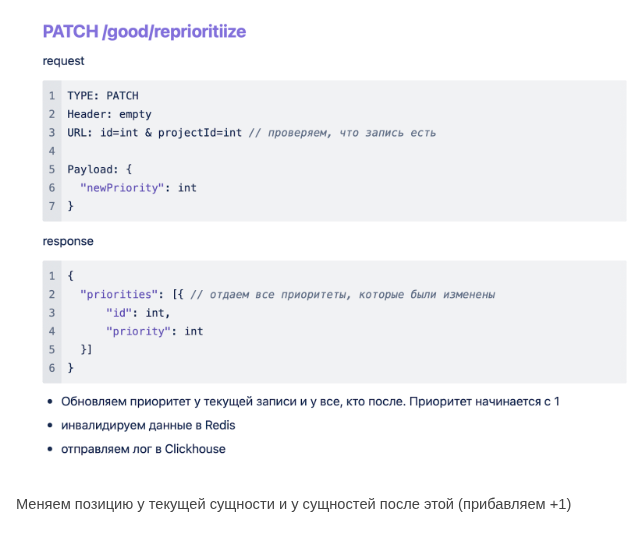 PATCH /good/reprioritiize
request
1 TYPE: PATCH
2 Header: empty
3 URL: id=int & projectId=int // проверяем, что запись есть
4
5 Payload: {
6 "newPriority": int
7 }
response
1 {
2 "priorities": [{ // отдаем все приоритеты, которые были изменены
3 "id": int,
4 "priority": int
5 }]
6 }
• Обновляем приоритет у текущей записи и у все, кто после. Приоритет начинается с 1
• инвалидируем данные в Redis
• отправляем лог в Clickhouse
Меняем позицию у текущей сущности и у сущностей после этой (прибавляем +1)